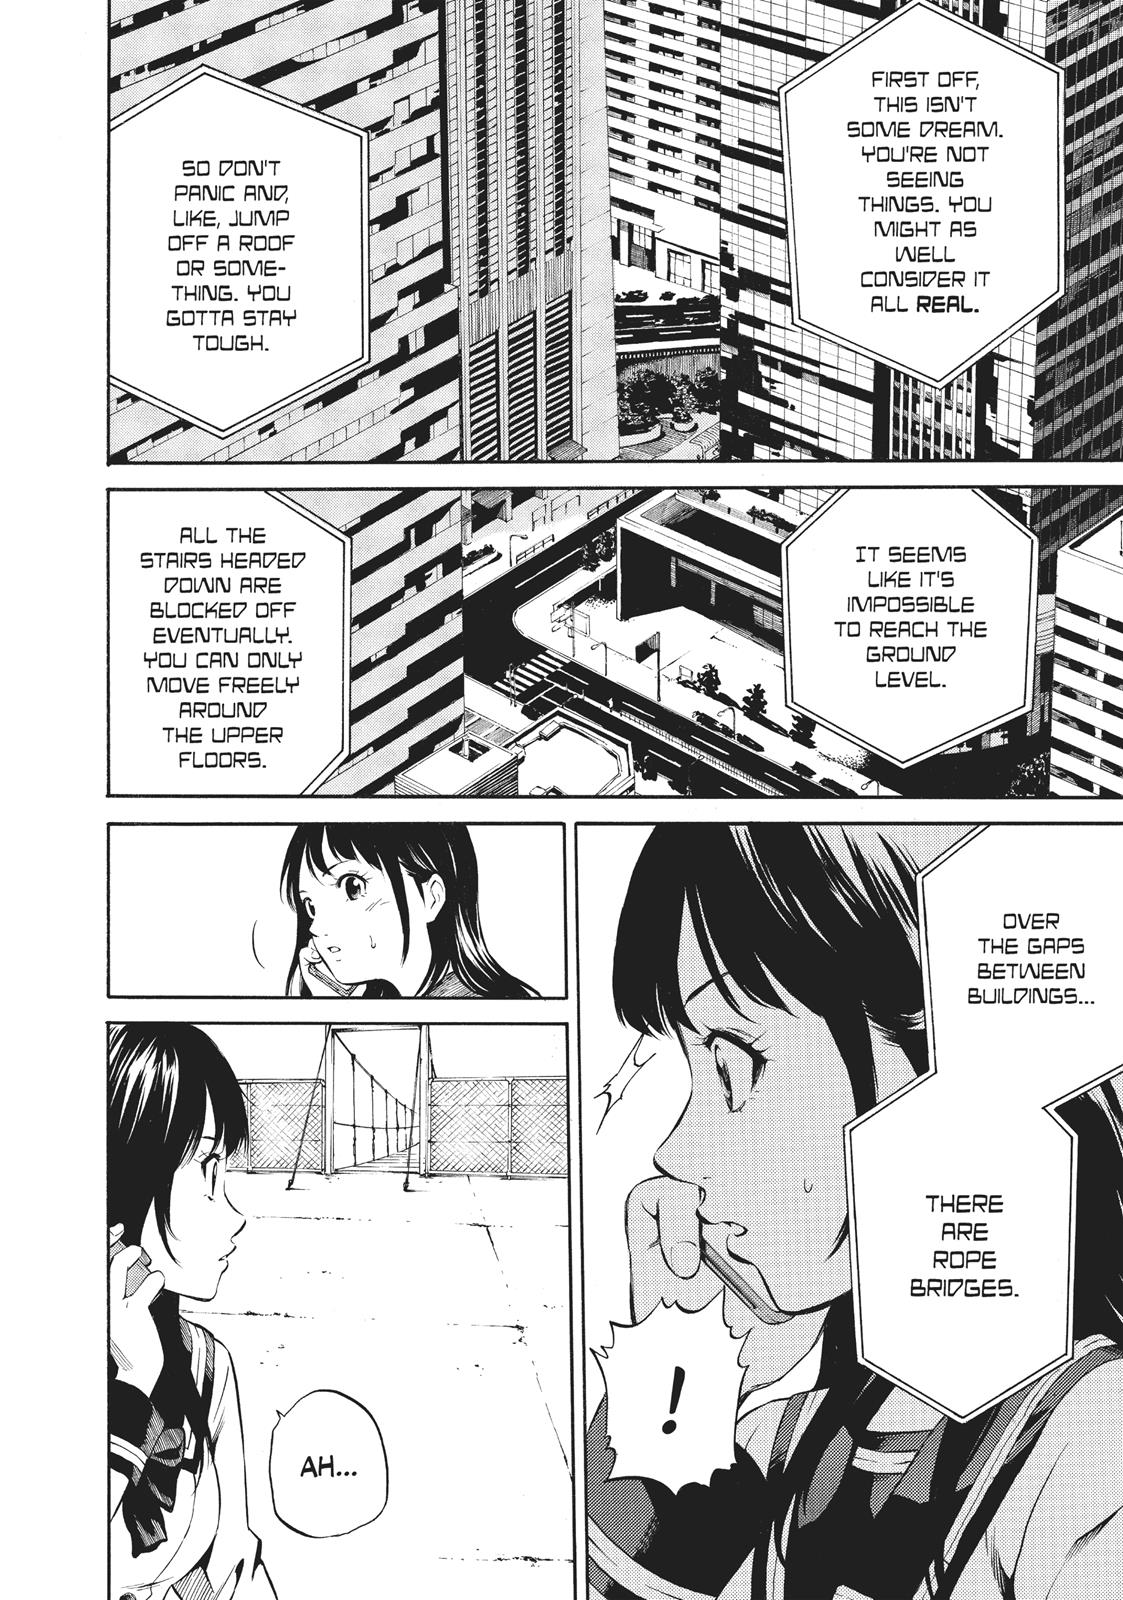 FIRST OFF,
THIS ISN'T
SOME DREAM.
YOU'RE NOT
SEEING
THINGS. YOU
MIGHT AS
WELL
CONSIDER IT
ALL REAL.
SO DON'T
PANIC AND,
LIKE, JUMP
OFF A ROOF
OR SOME-
THING. YOU
GOTTA STAY
TOUGH.
IT SEEMS
LIKE IT'S
IMPOSSIBLE
TO REACH THE
GROUND
LEVEL.
ALL THE
STAIRS HEADED
DOWN ARE
BLOCKED OFF
EVENTUALLY.
YOU CAN ONLY
MOVE FREELY
AROUND
THE UPPER
FLOORS.
OVER
THE GAPS
BETWEEN
BUILDINGS...
THERE
ARE
ROPE
BRIDGES.
!
AH...